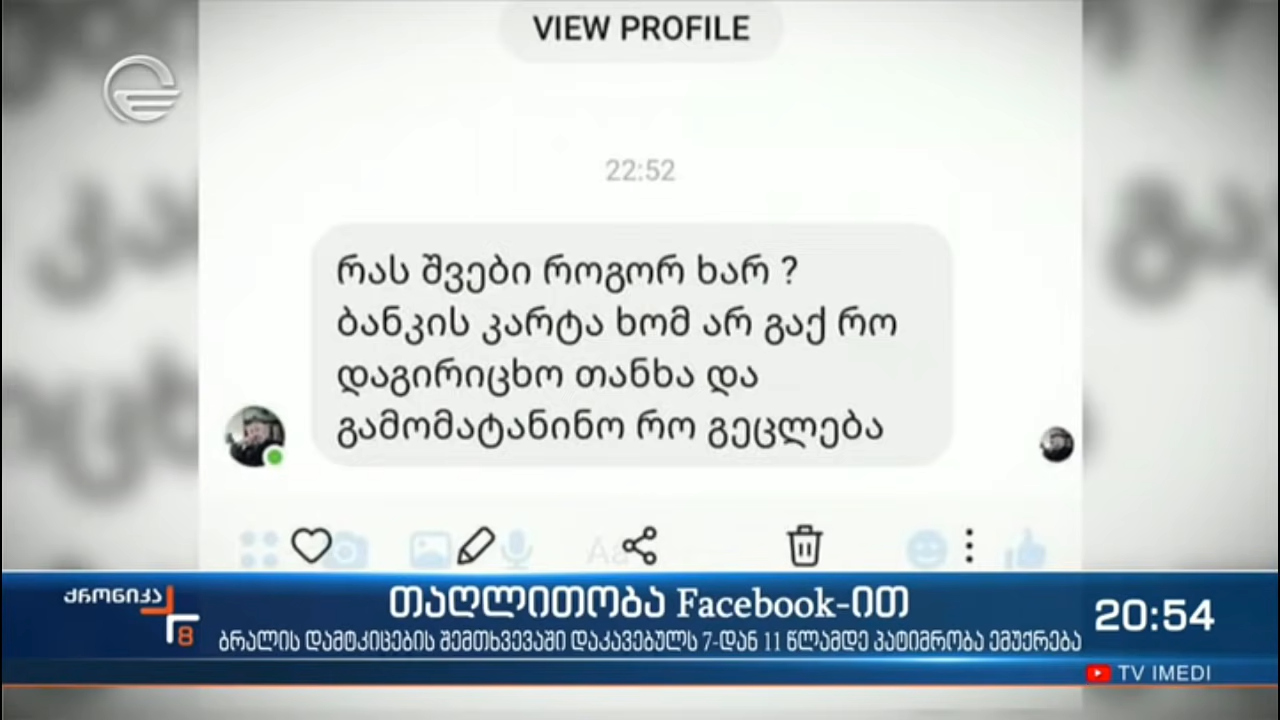 VIEW PROFILE
22:52
რას შვები როგორ ხარ ?
ბანკის კარტა ხომ არ გაქ რო
დაგირიცხო თანხა და
გამომატანინო რო გეცლება
Aa
ქრონიკა
8
თაღლითობა Facebook-ით
ბრალის დამტკიცების შემთხვევაში დაკავებულს 7-დან 11 წლამდე პატიმრობა ემუქრება
20:54
TV IMEDI